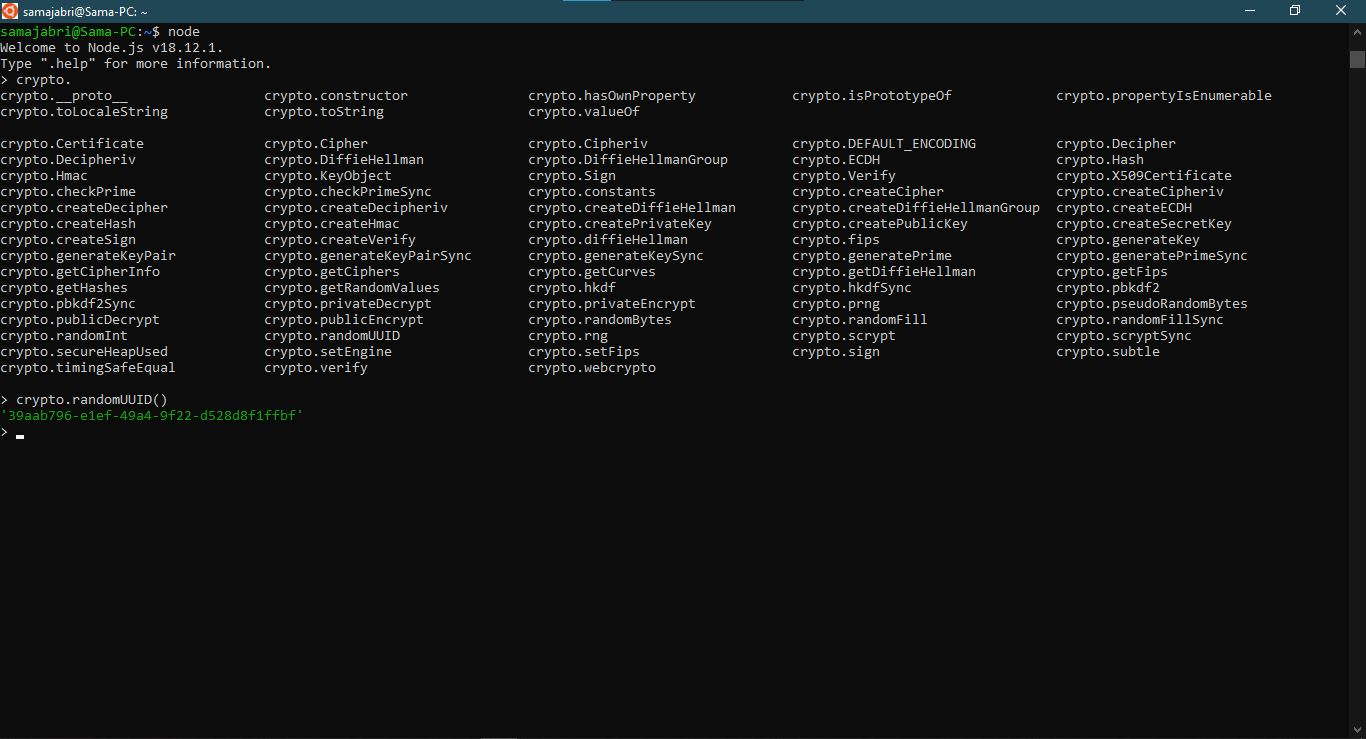 samajabri@Sama-PC: ~
samajabri@Sama-PC:~$ node
Welcome to Node.js v18.12.1.
Type ".help" for more information.
> crypto.
crypto.__proto__ crypto.constructor crypto.hasOwnProperty crypto.isPrototypeOf crypto.propertyIsEnumerable
crypto.toLocaleString crypto.toString crypto.valueOf
crypto.Certificate crypto.Cipher crypto.Cipheriv crypto.DEFAULT_ENCODING crypto.Decipher
crypto.Decipheriv crypto.DiffieHellman crypto.DiffieHellmanGroup crypto.ECDH crypto.Hash
crypto.Hmac crypto.KeyObject crypto.Sign crypto.Verify crypto.X509Certificate
crypto.checkPrime crypto.checkPrimeSync crypto.constants crypto.createCipher crypto.createCipheriv
crypto.createDecipher crypto.createDecipheriv crypto.createDiffieHellman crypto.createDiffieHellmanGroup crypto.createECDH
crypto.createHash crypto.createHmac crypto.createPrivateKey crypto.createPublicKey crypto.createSecretKey
crypto.createSign crypto.createVerify crypto.diffieHellman crypto.fips crypto.generateKey
crypto.generateKeyPair crypto.generateKeyPairSync crypto.generateKeySync crypto.generatePrime crypto.generatePrimeSync
crypto.getCipherInfo crypto.getCiphers crypto.getCurves crypto.getDiffieHellman crypto.getFips
crypto.getHashes crypto.getRandomValues crypto.hkdf crypto.hkdfSync crypto.pbkdf2
crypto.pbkdf2Sync crypto.privateDecrypt crypto.privateEncrypt crypto.prng crypto.pseudoRandomBytes
crypto.publicDecrypt crypto.publicEncrypt crypto.randomBytes crypto.randomFill crypto.randomFillSync
crypto.randomInt crypto.randomUUID crypto.rng crypto.scrypt crypto.scryptSync
crypto.secureHeapUsed crypto.setEngine crypto.setFips crypto.sign crypto.subtle
crypto.timingSafeEqual crypto.verify crypto.webcrypto
> crypto.randomUUID()
'39aab796-e1ef-49a4-9f22-d528d8f1ffbf'
>